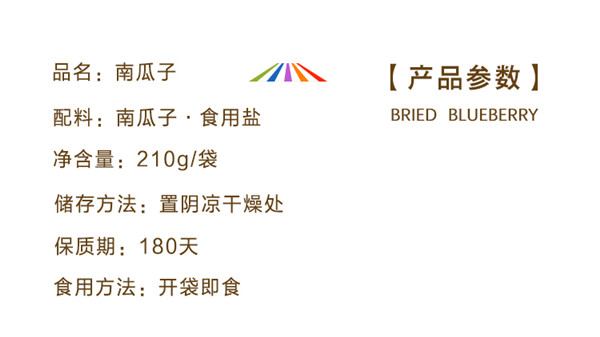 品名：南瓜子
【产品参数】
BRIED BLUEBERRY
配料：南瓜子·食用盐
净含量：210g/袋
储存方法：置阴凉干燥处
保质期：180天
食用方法：开袋即食